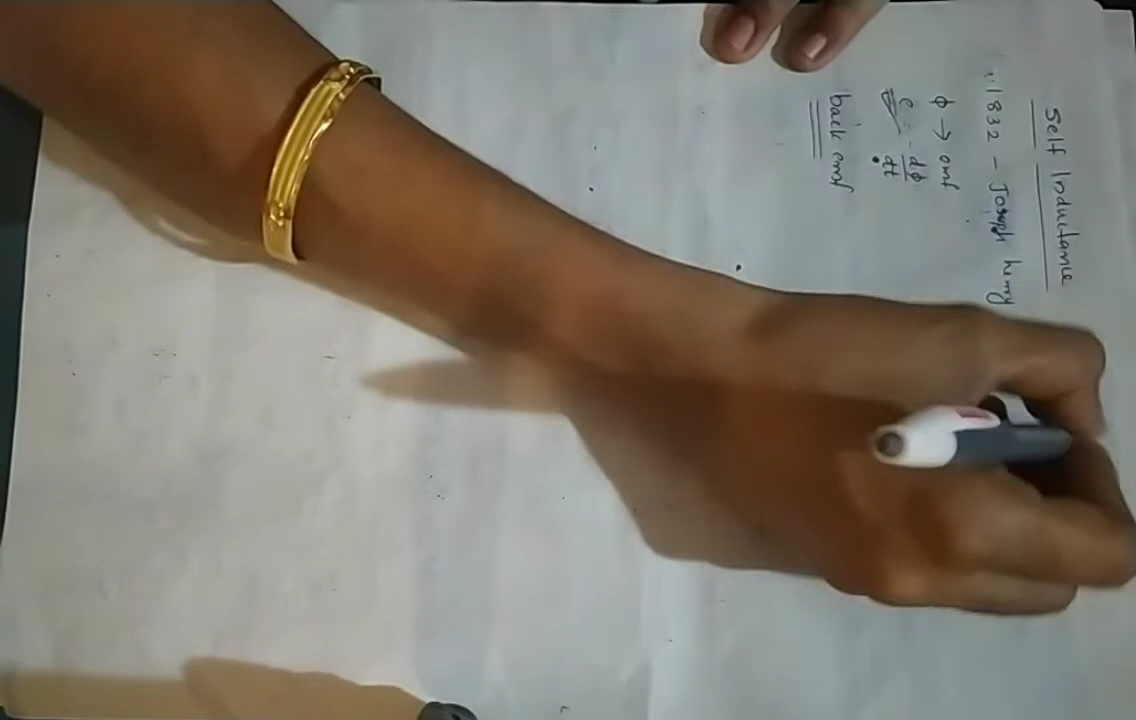 Self Inductance
1832 - Joseph henry
ϕ → emf
e = -dϕ/dt
back emf